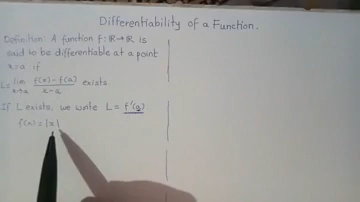 Differentiability of a Function.
Definition: A function f: ℝ→ℝ is
said to be differentiable at a point
x=a if
L = lim x→a f(x) - f(a) / x - a exists
If L exists, we write L = f'(a)
f(x) = |x|